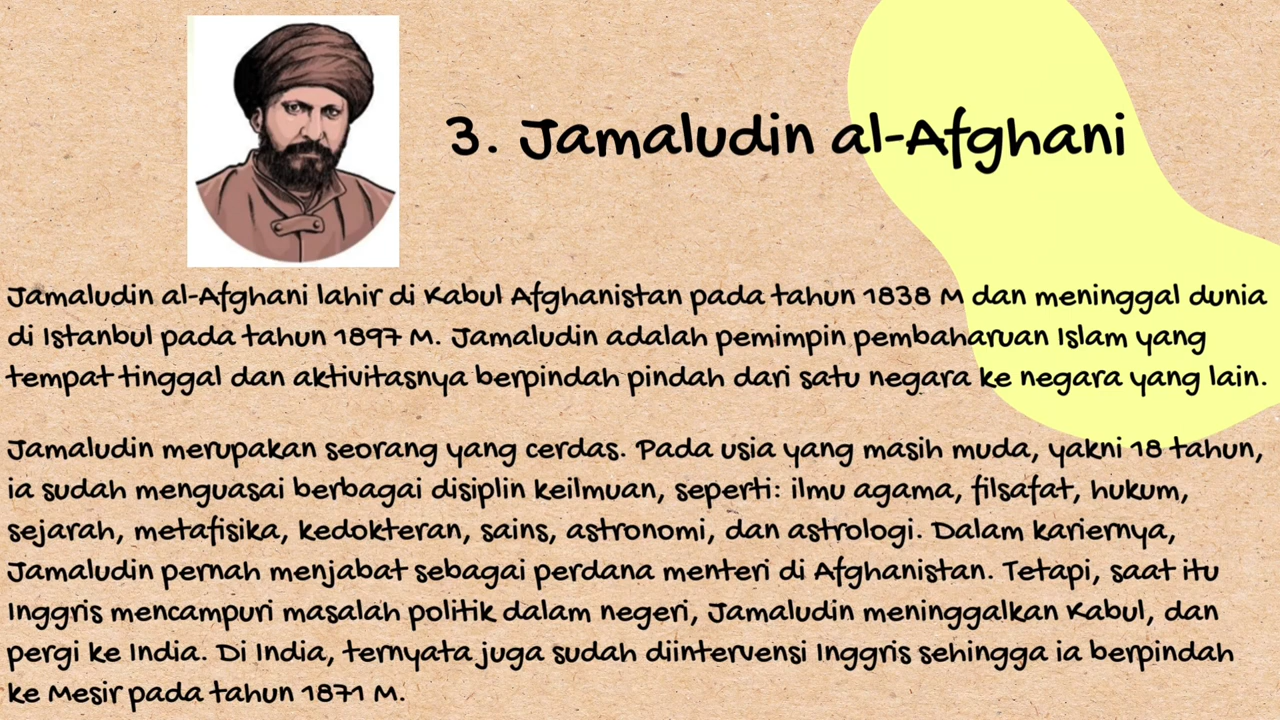 3. Jamaludin al-Afghani
Jamaludin al-Afghani lahir di Kabul Afghanistan pada tahun 1838 M dan meninggal dunia
di Istanbul pada tahun 1897 M. Jamaludin adalah pemimpin pembaharuan Islam yang
tempat tinggal dan aktivitasnya berpindah pindah dari satu negara ke negara yang lain.
Jamaludin merupakan seorang yang cerdas. Pada usia yang masih muda, yakni 18 tahun,
ia sudah menguasai berbagai disiplin keilmuan, seperti: ilmu agama, filsafat, hukum,
sejarah, metafisika, kedokteran, sains, astronomi, dan astrologi. Dalam kariernya,
Jamaludin pernah menjabat sebagai perdana menteri di Afghanistan. Tetapi, saat itu
Inggris mencampuri masalah politik dalam negeri, Jamaludin meninggalkan Kabul, dan
pergi ke India. Di India, ternyata juga sudah diintervensi Inggris sehingga ia berpindah
ke Mesir pada tahun 1871 M.